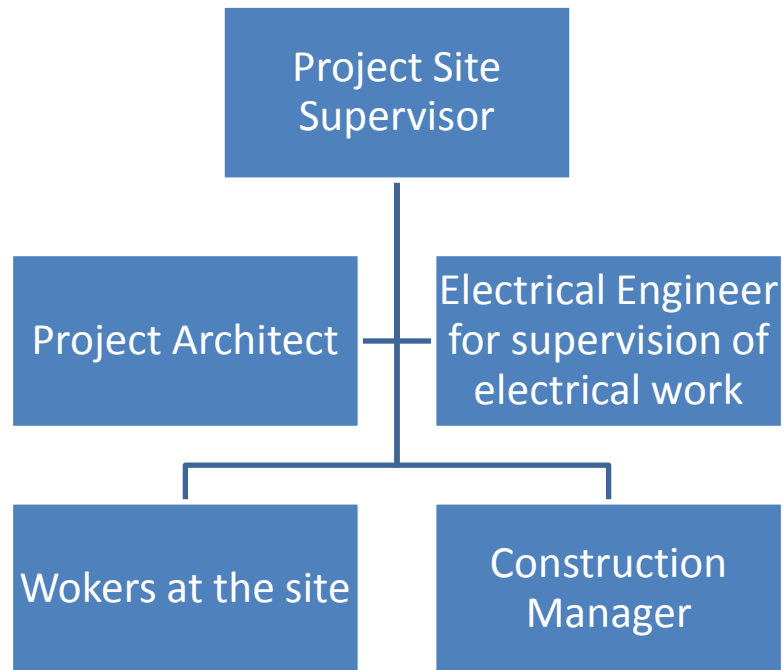 Project Site
Supervisor
Project Architect
Electrical Engineer
for supervision of
electrical work
Wokers at the site
Construction
Manager